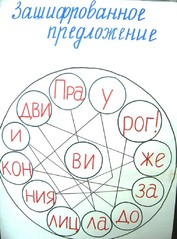 Зашифрованное
предложение
Пра
у
рог!
же
за
до
ла
лиц
ния
кон
и
дви
ви